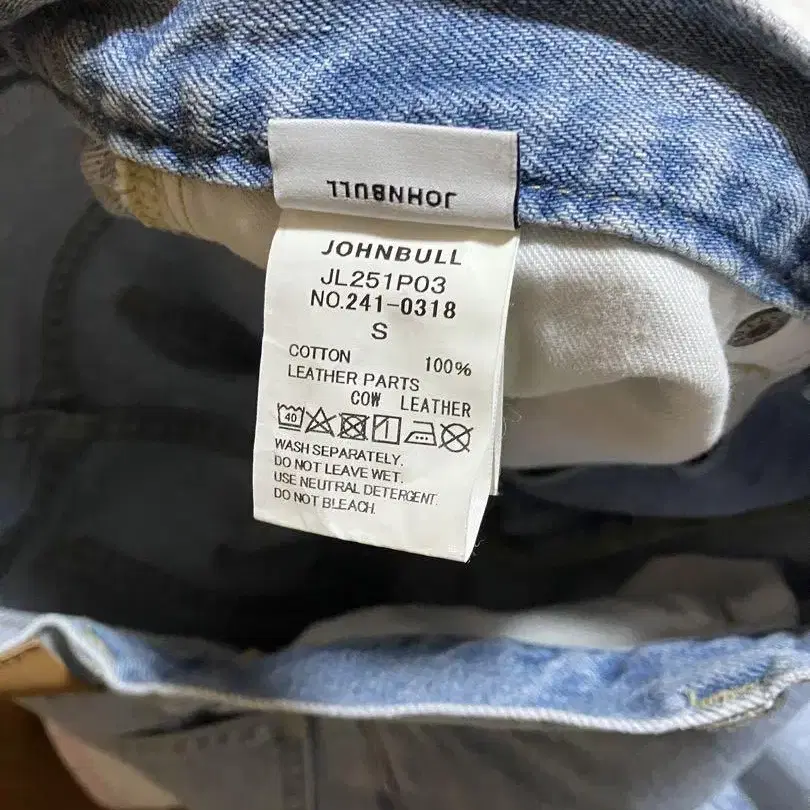 JOHNBULL
JOHNBULL
JL251P03
NO.241-0318
S
COTTON 100%
LEATHER PARTS
COW LEATHER
40
WASH SEPARATELY.
DO NOT LEAVE WET.
USE NEUTRAL DETERGENT.
DO NOT BLEACH.